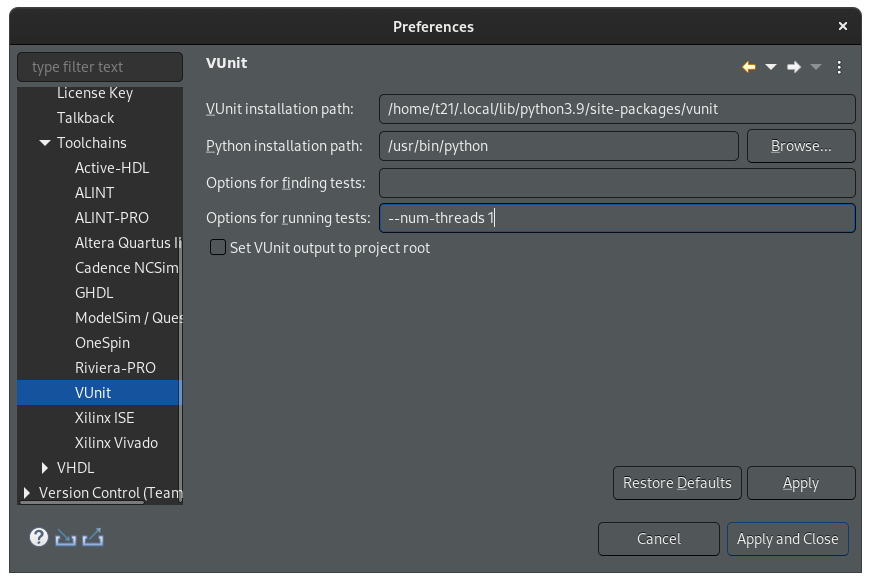 Preferences
type filter text
VUnit
License Key
Talkback
Toolchains
Active-HDL
ALINT
ALINT-PRO
Altera Quartus Ii
Cadence NCSim
GHDL
ModelSim / Ques
OneSpin
Riviera-PRO
VUnit
Xilinx ISE
Xilinx Vivado
VHDL
Version Control (Team
VUnit installation path: /home/t21/.local/lib/python3.9/site-packages/vunit
Python installation path: /usr/bin/python Browse...
Options for finding tests:
Options for running tests: --num-threads 1
Set VUnit output to project root
Restore Defaults Apply
? Cancel Apply and Close